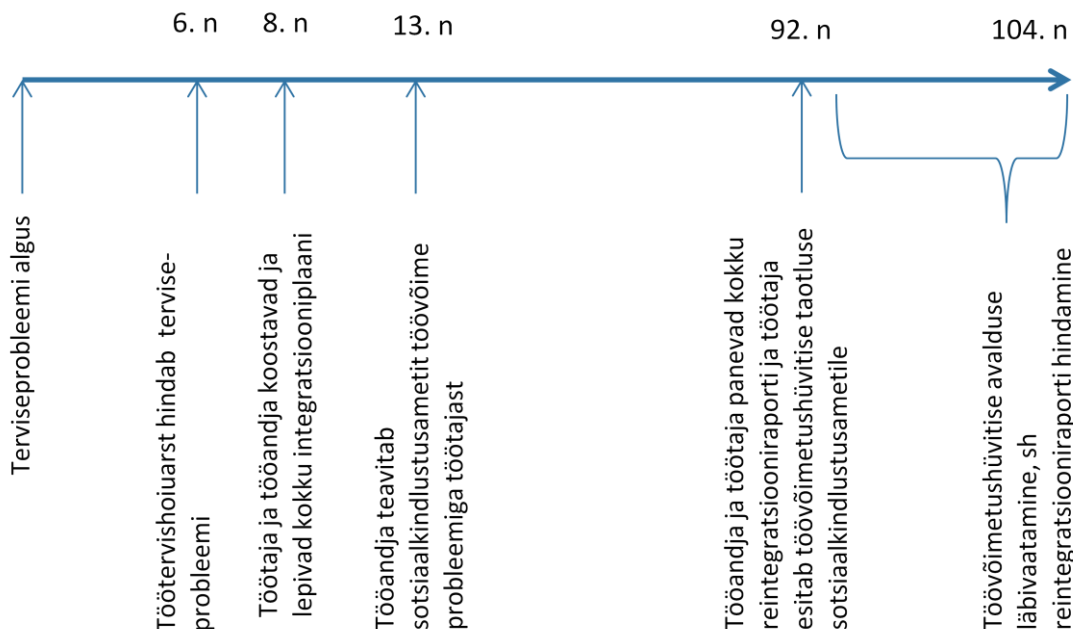 6. n
8. n
13. n
92. n
104. n
Terviseprobleemi algus
Töötervishoiuarst hindab tervise-
probleemi
Töötaja ja tööandja koostavad ja
lepivad kokku integratsiooniplaani
Tööandja teavitab
sotsiaalkindlustusametit töövõime
probleemiga töötajast
Tööandja ja töötaja panevad kokku
reintegratsiooniraporti ja töötaja
esitab töövõimetushüvitise taotluse
sotsiaalkindlustusametile
Töövõimetushüvitise avalduse
läbivaatamine, sh
reintegratsiooniraporti hindamine